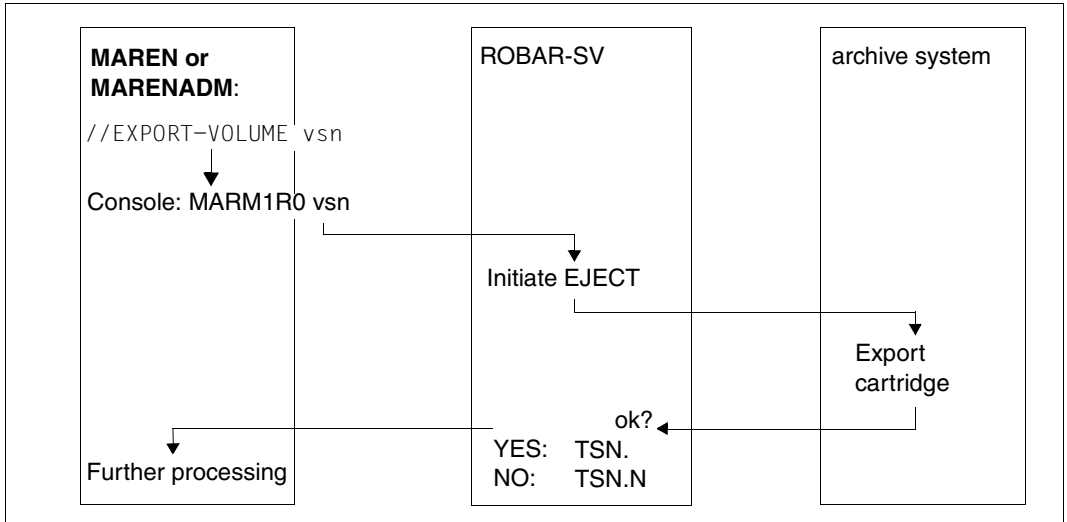 MAREN or
MARENADM:
//EXPORT-VOLUME vsn
Console: MARM1R0 vsn
Further processing
ROBAR-SV
Initiate EJECT
ok?
YES: TSN.
NO: TSN.N
archive system
Export
cartridge